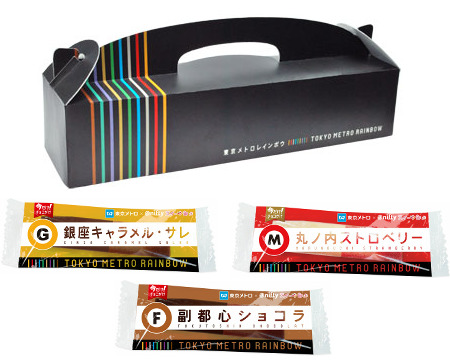 東京メトロレインボウ TOKYO METRO RAINBOW
東京メトロ×
G 銀座キャラメル・サレ
GINZA CARAMEL SALEE
TOKYO METRO RAINBOW
東京メトロ×
M 丸ノ内ストロベリー
MARUNOUCHI STRAWBERRY
TOKYO METRO RAINBOW
東京メトロ×
F 副都心ショコラ
FUKUTOSHIN CHOCOLAT
TOKYO METRO RAINBOW